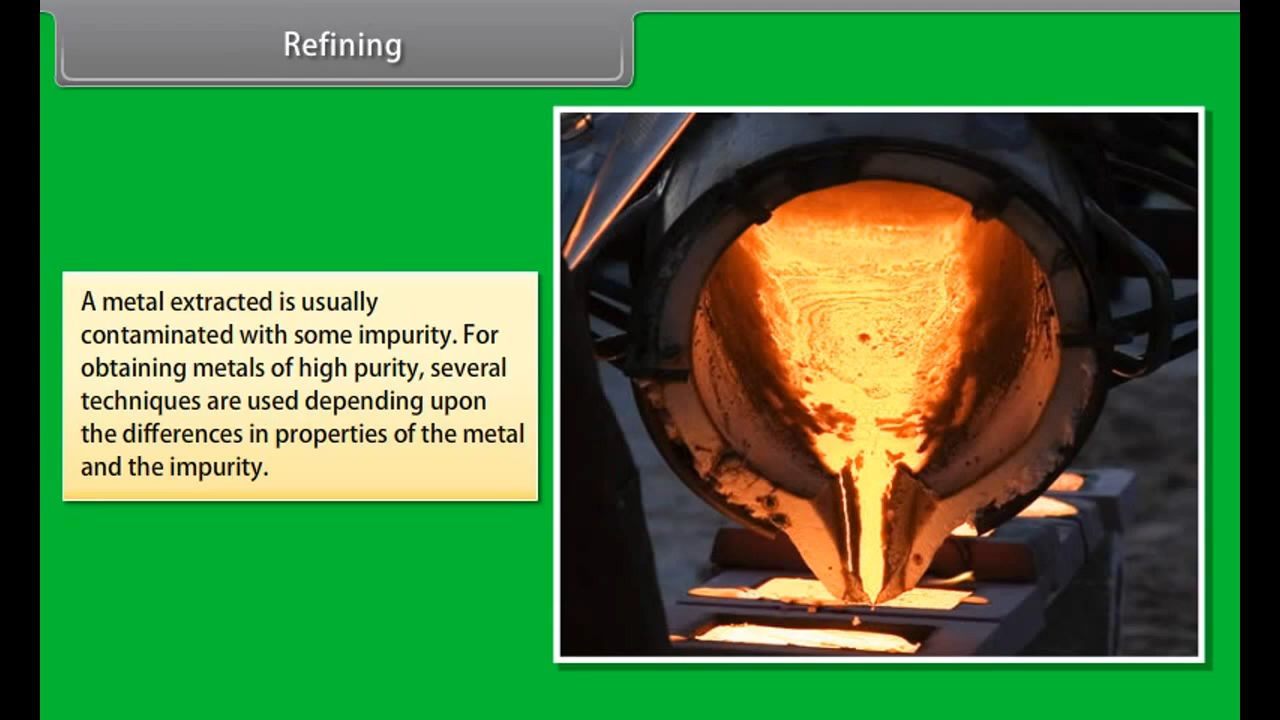 Refining
A metal extracted is usually
contaminated with some impurity. For
obtaining metals of high purity, several
techniques are used depending upon
the differences in properties of the metal
and the impurity.